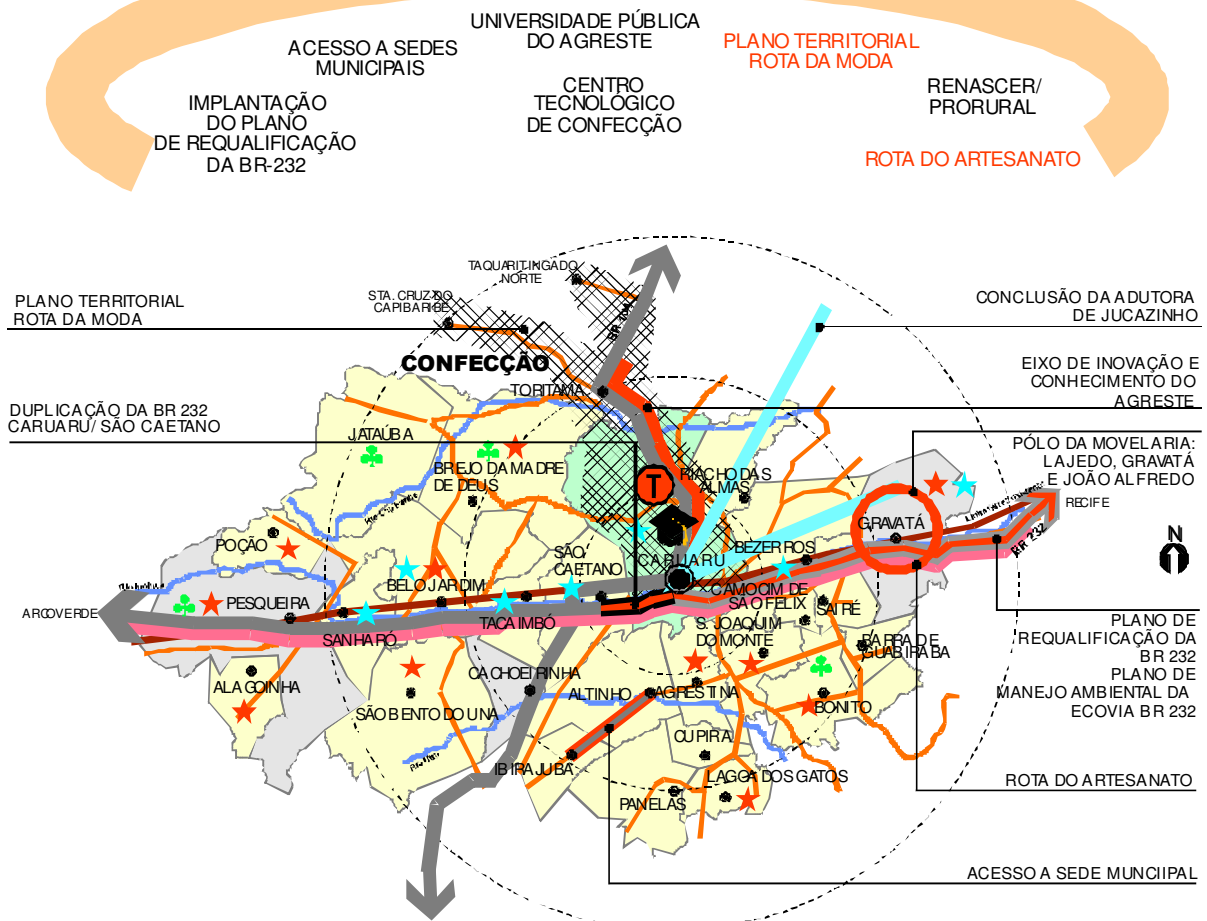 UNIVERSIDADE PÚBLICA
DO AGRESTE
ACESSO A SEDES
MUNICIPAIS
PLANO TERRITORIAL
ROTA DA MODA
CENTRO
TECNOLÓGICO
DE CONFECÇÃO
RENASCER/
PRORURAL
IMPLANTAÇÃO
DO PLANO
DE REQUALIFICAÇÃO
DA BR-232
ROTA DO ARTESANATO
TAQUARITINGA DO
NORTE
STA. CRUZ DO
CAPIBARIBE
PLANO TERRITORIAL
ROTA DA MODA
CONCLUSÃO DA ADUTORA
DE JUCAZINHO
BR 104
CONFECÇÃO
TORITAMA
EIXO DE INOVAÇÃO E
CONHECIMENTO DO
AGRESTE
DUPLICAÇÃO DA BR 232
CARUARU/ SÃO CAETANO
JATAÚBA
BREJO DA MADRE
DE DEUS
RIACHO DAS
ALMAS
T
PÓLO DA MOVELARIA:
LAJEDO, GRAVATÁ
E JOÃO ALFREDO
RECIFE
GRAVATÁ
BR 232
N
POÇÃO
SÃO
CAETANO
CARUARU
BEZERROS
BELO JARDIM
CAMOCIM DE
SAO FELIX
ARCOVERDE
PESQUEIRA
TACAIMBÓ
SAIRÉ
SANHARÓ
S. JOAQUIM
DO MONTE
BARRA DE
GUABIRABA
PLANO DE
REQUALIFICAÇÃO DA
BR 232
PLANO DE
MANEJO AMBIENTAL DA
ECOVIA BR 232
CACHOEIRINHA
ALAGOINHA
ALTINHO
AGRESTINA
SÃO BENTO DO UNA
BONITO
CUPIRA
IBIRAJUBA
LAGOA DOS GATOS
PANELAS
ROTA DO ARTESANATO
ACESSO A SEDE MUNCIIPAL